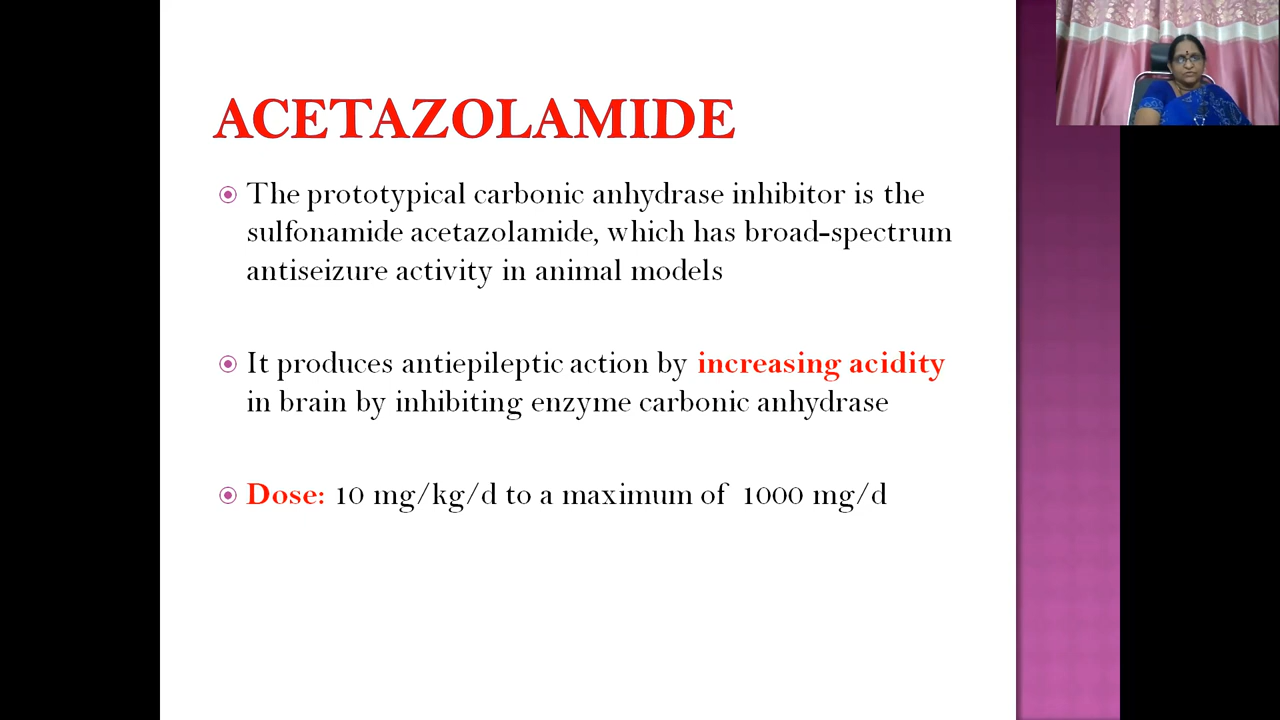 ACETAZOLAMIDE
The prototypical carbonic anhydrase inhibitor is the
sulfonamide acetazolamide, which has broad-spectrum
antiseizure activity in animal models
It produces antiepileptic action by increasing acidity
in brain by inhibiting enzyme carbonic anhydrase
Dose: 10 mg/kg/d to a maximum of 1000 mg/d